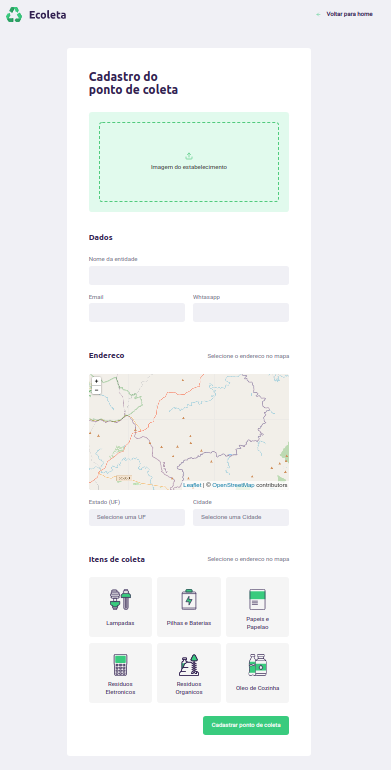 Ecoleta
← Voltar para home
Cadastro do
ponto de coleta
Imagem do estabelecimento
Dados
Nome da entidade
Email
Whtasapp
Endereco
Selecione o endereco no mapa
+
−
Leaflet | © OpenStreetMap contributors
Estado (UF)
Cidade
Selecione uma UF
Selecione uma Cidade
Itens de coleta
Selecione o endereco no mapa
Lampadas
Pilhas e Baterias
Papeis e
Papelao
Residuos
Eletronicos
Residuos
Organicos
Oleo de Cozinha
Cadastrar ponto de coleta